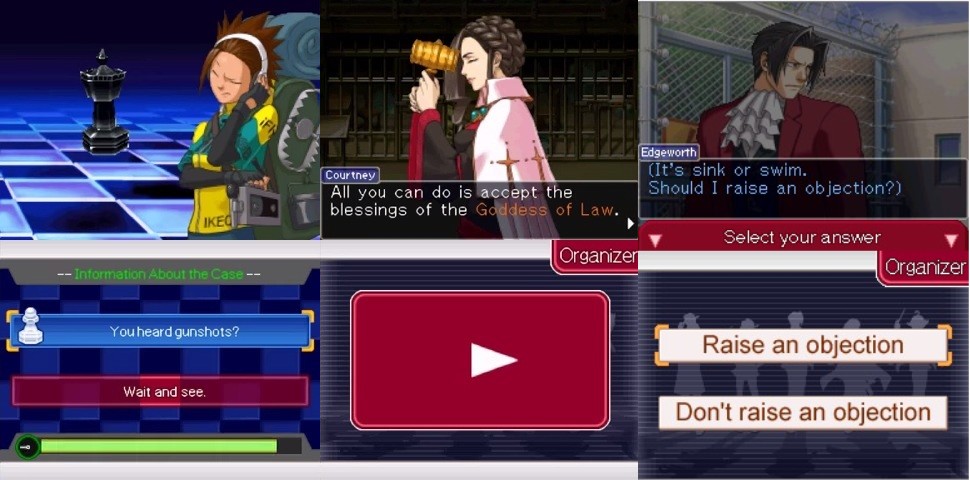 IFN
IKEC
-- Information About the Case --
You heard gunshots?
Wait and see.
Courtney
All you can do is accept the
blessings of the Goddess of Law.
Organizer
Edgeworth
(It's sink or swim.
Should I raise an objection?)
Select your answer
Organizer
Raise an objection
Don't raise an objection